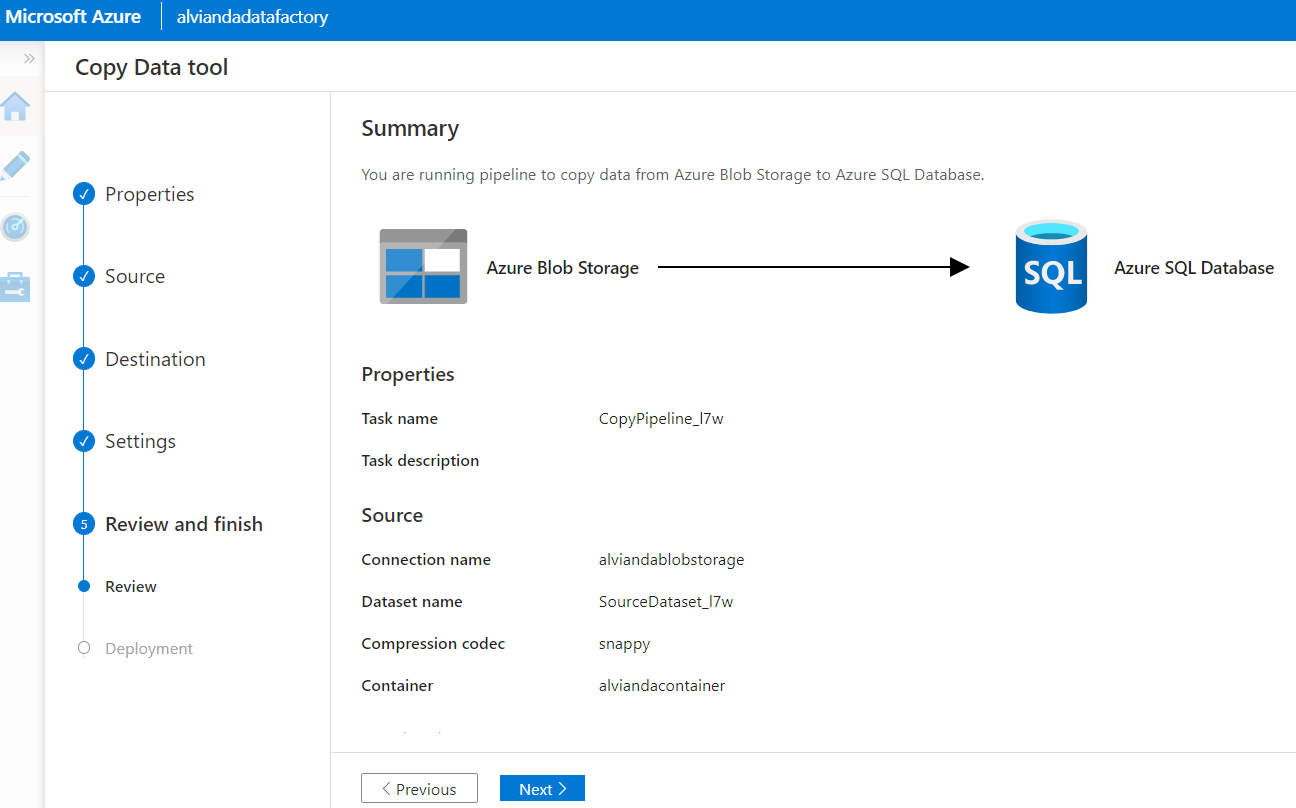 Microsoft Azure
alviandadatafactory
Copy Data tool
Properties
Source
Destination
Settings
5 Review and finish
Review
Deployment
Summary
You are running pipeline to copy data from Azure Blob Storage to Azure SQL Database.
Azure Blob Storage
SQL
Azure SQL Database
Properties
Task name CopyPipeline_l7w
Task description
Source
Connection name alviandablobstorage
Dataset name SourceDataset_l7w
Compression codec snappy
Container alviandacontainer
Previous
Next